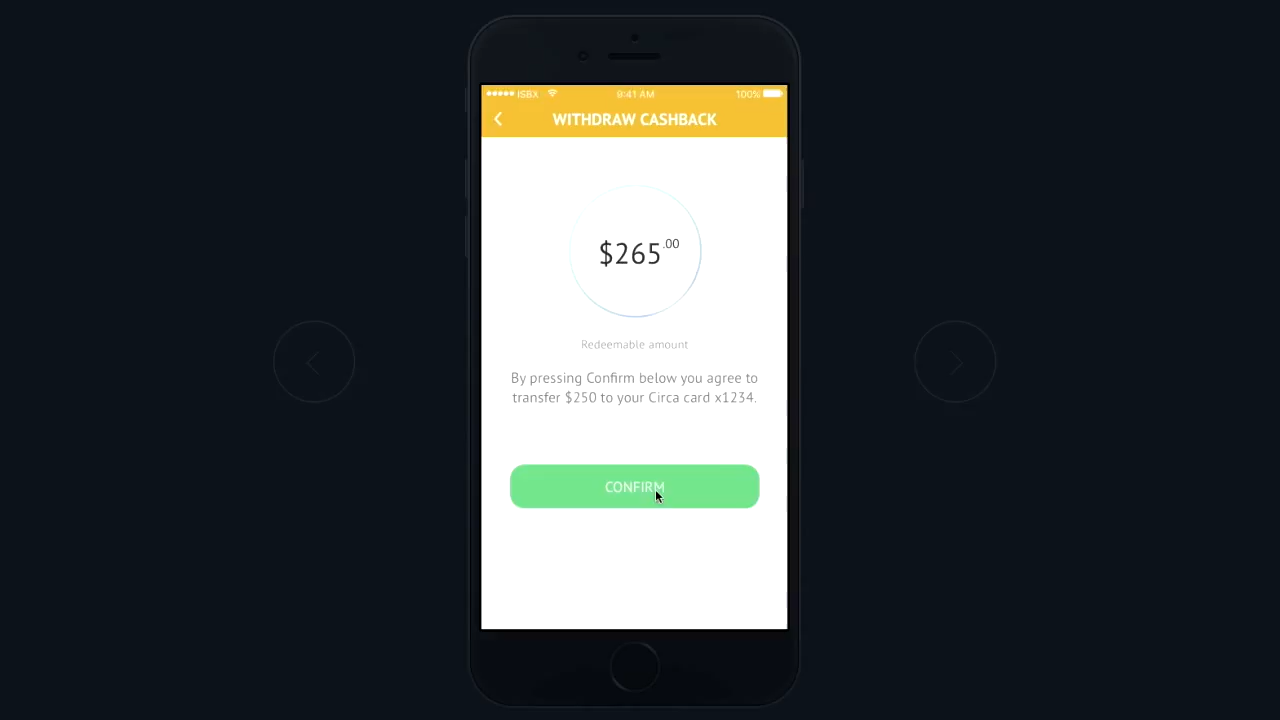 ISBX 9:41 AM 100%
WITHDRAW CASHBACK
$265.00
Redeemable amount
By pressing Confirm below you agree to
transfer $250 to your Circa card x1234.
CONFIRM